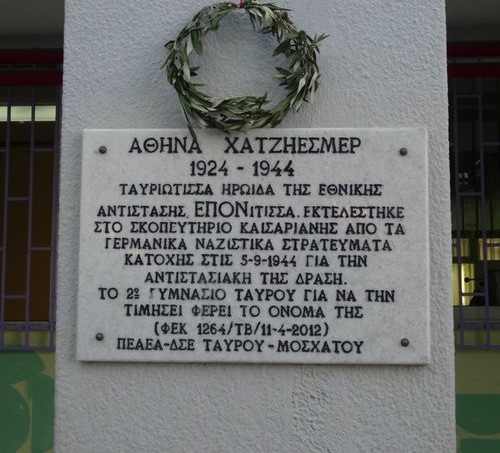 ΑΘΗΝΑ ΧΑΤΖΗΕΣΜΕΡ
1924 - 1944
ΤΑΥΡΙΩΤΙΣΣΑ ΗΡΩΙΔΑ ΤΗΣ ΕΘΝΙΚΗΣ
ΑΝΤΙΣΤΑΣΗΣ, ΕΠΟΝΙΤΙΣΣΑ. ΕΚΤΕΛΕΣΤΗΚΕ
ΣΤΟ ΣΚΟΠΕΥΤΗΡΙΟ ΚΑΙΣΑΡΙΑΝΗΣ ΑΠΟ ΤΑ
ΓΕΡΜΑΝΙΚΑ ΝΑΖΙΣΤΙΚΑ ΣΤΡΑΤΕΥΜΑΤΑ
ΚΑΤΟΧΗΣ ΣΤΙΣ 5-9-1944 ΓΙΑ ΤΗΝ
ΑΝΤΙΣΤΑΣΙΑΚΗ ΤΗΣ ΔΡΑΣΗ.
ΤΟ 2ο ΓΥΜΝΑΣΙΟ ΤΑΥΡΟΥ ΓΙΑ ΝΑ ΤΗΝ
ΤΙΜΗΣΕΙ ΦΕΡΕΙ ΤΟ ΟΝΟΜΑ ΤΗΣ
(ΦΕΚ 1264/ΤΒ/11-4-2012)
ΠΕΑΕΑ-ΔΣΕ ΤΑΥΡΟΥ-ΜΟΣΧΑΤΟΥ